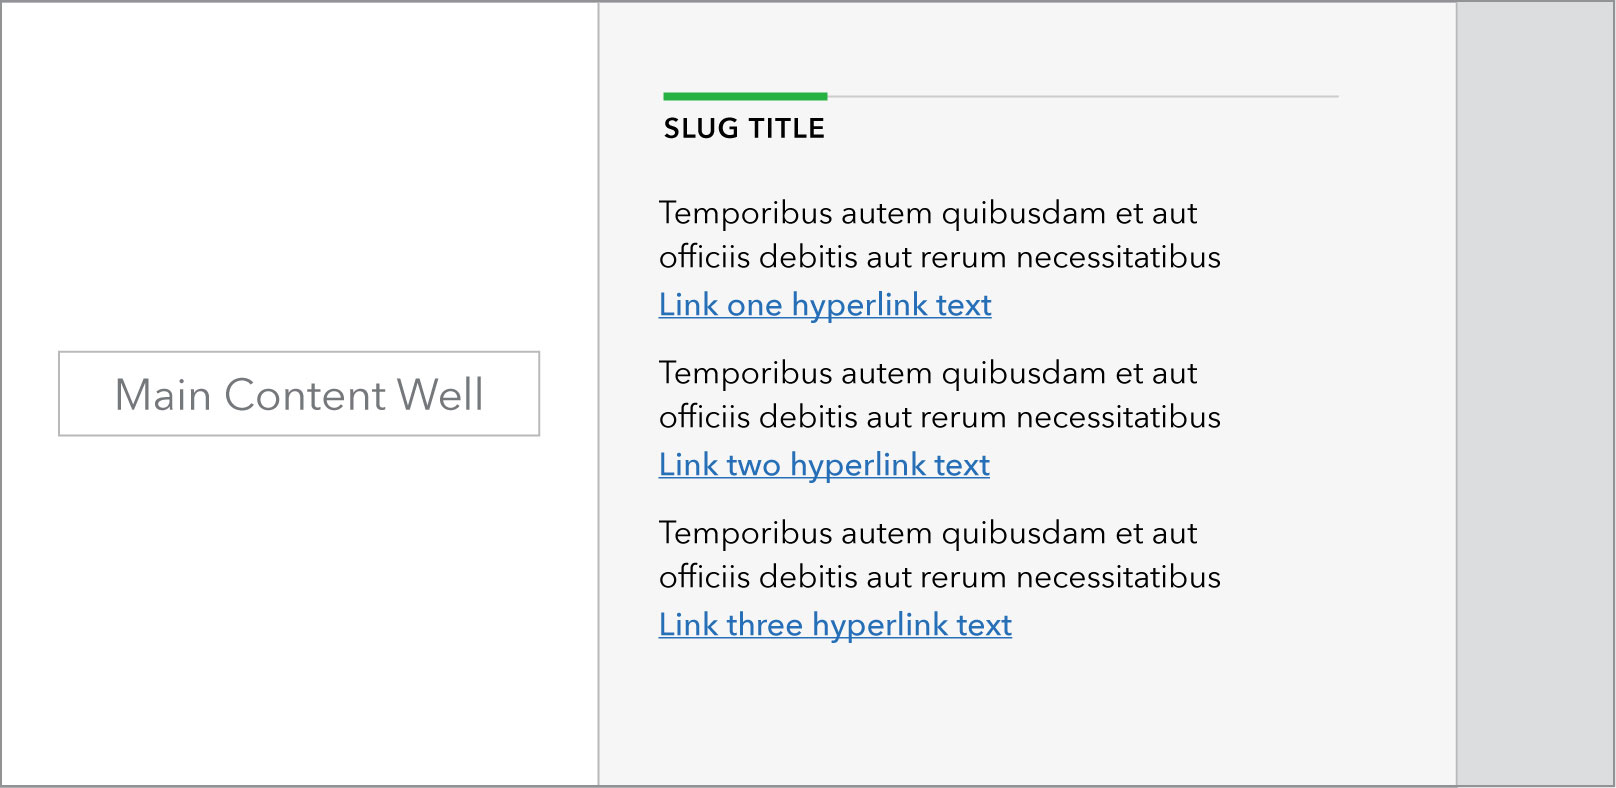 Main Content Well
SLUG TITLE
Temporibus autem quibusdam et aut
officiis debitis aut rerum necessitatibus
Link one hyperlink text
Temporibus autem quibusdam et aut
officiis debitis aut rerum necessitatibus
Link two hyperlink text
Temporibus autem quibusdam et aut
officiis debitis aut rerum necessitatibus
Link three hyperlink text